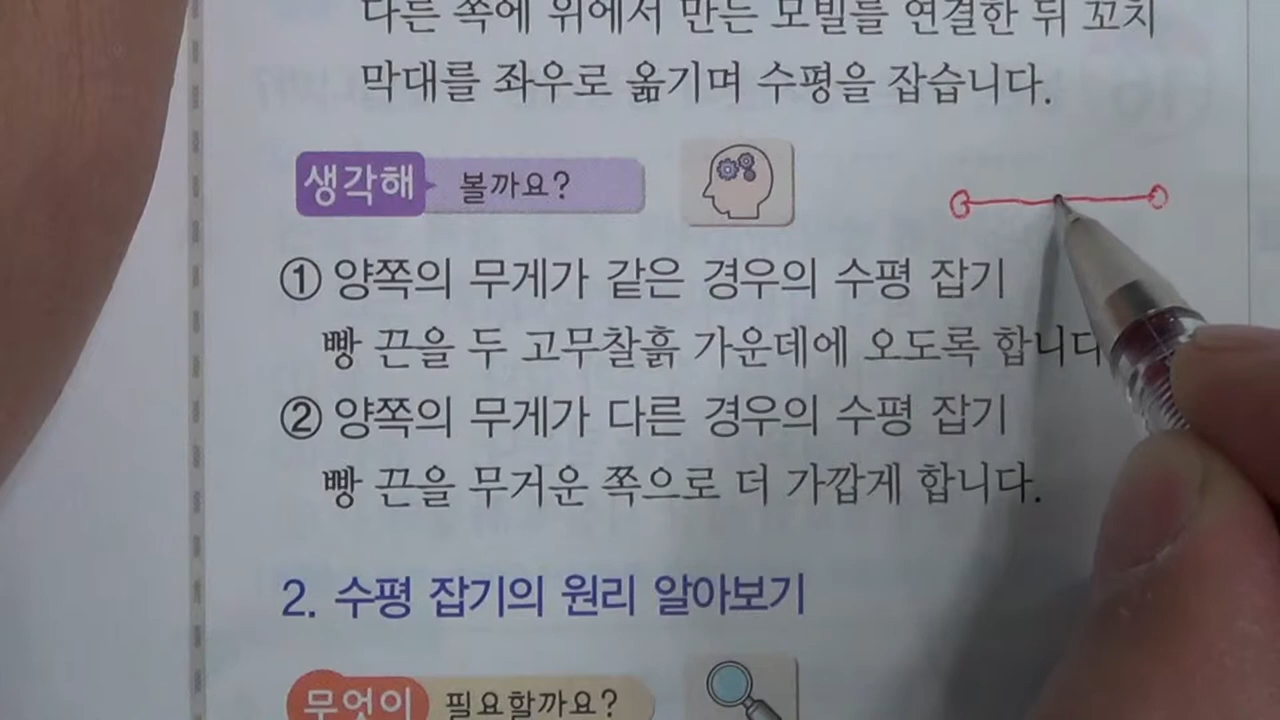 다른 쪽에 위에서 만든 모빌을 연결한 뒤 꼬치
막대를 좌우로 옮기며 수평을 잡습니다.
생각해 볼까요?
① 양쪽의 무게가 같은 경우의 수평 잡기
빵 끈을 두 고무찰흙 가운데에 오도록 합니다
② 양쪽의 무게가 다른 경우의 수평 잡기
빵 끈을 무거운 쪽으로 더 가깝게 합니다.
2. 수평 잡기의 원리 알아보기
무엇이 필요할까요?